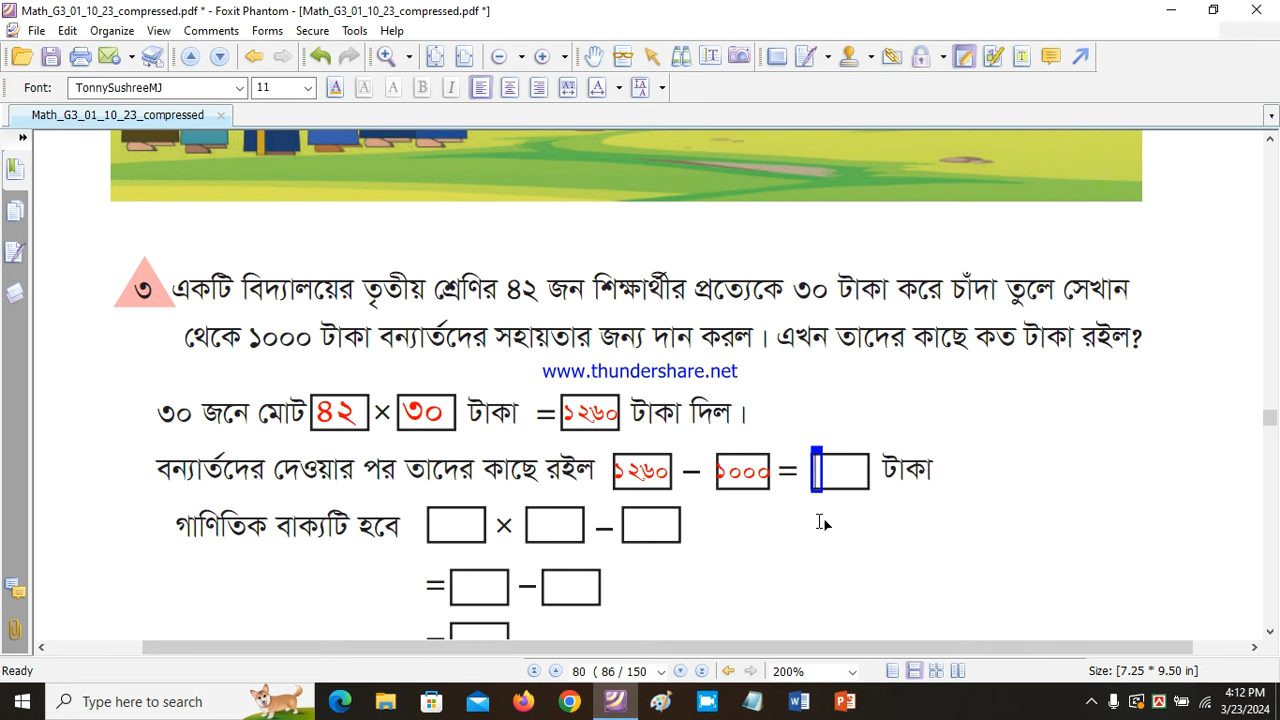 Math_G3_01_10_23_compressed.pdf * - Foxit Phantom - [Math_G3_01_10_23_compressed.pdf *]
File Edit Organize View Comments Forms Secure Tools Help
Font: TonnySushreeMJ 11
Math_G3_01_10_23_compressed
৩ একটি বিদ্যালয়ের তৃতীয় শ্রেণির ৪২ জন শিক্ষার্থীর প্রত্যেকে ৩০ টাকা করে চাঁদা তুলে সেখান
থেকে ১০০০ টাকা বন্যার্তদের সহায়তার জন্য দান করল। এখন তাদের কাছে কত টাকা রইল?
www.thundershare.net
৩০ জনে মোট ৪২ × ৩০ টাকা = ১২৬০ টাকা দিল।
বন্যার্তদের দেওয়ার পর তাদের কাছে রইল ১২৬০ – ১০০০ = টাকা
গাণিতিক বাক্যটি হবে × –
= –
=
Ready 80 ( 86 / 150 ) 200% Size: [7.25 * 9.50 in]
Type here to search 4:12 PM
3/23/2024